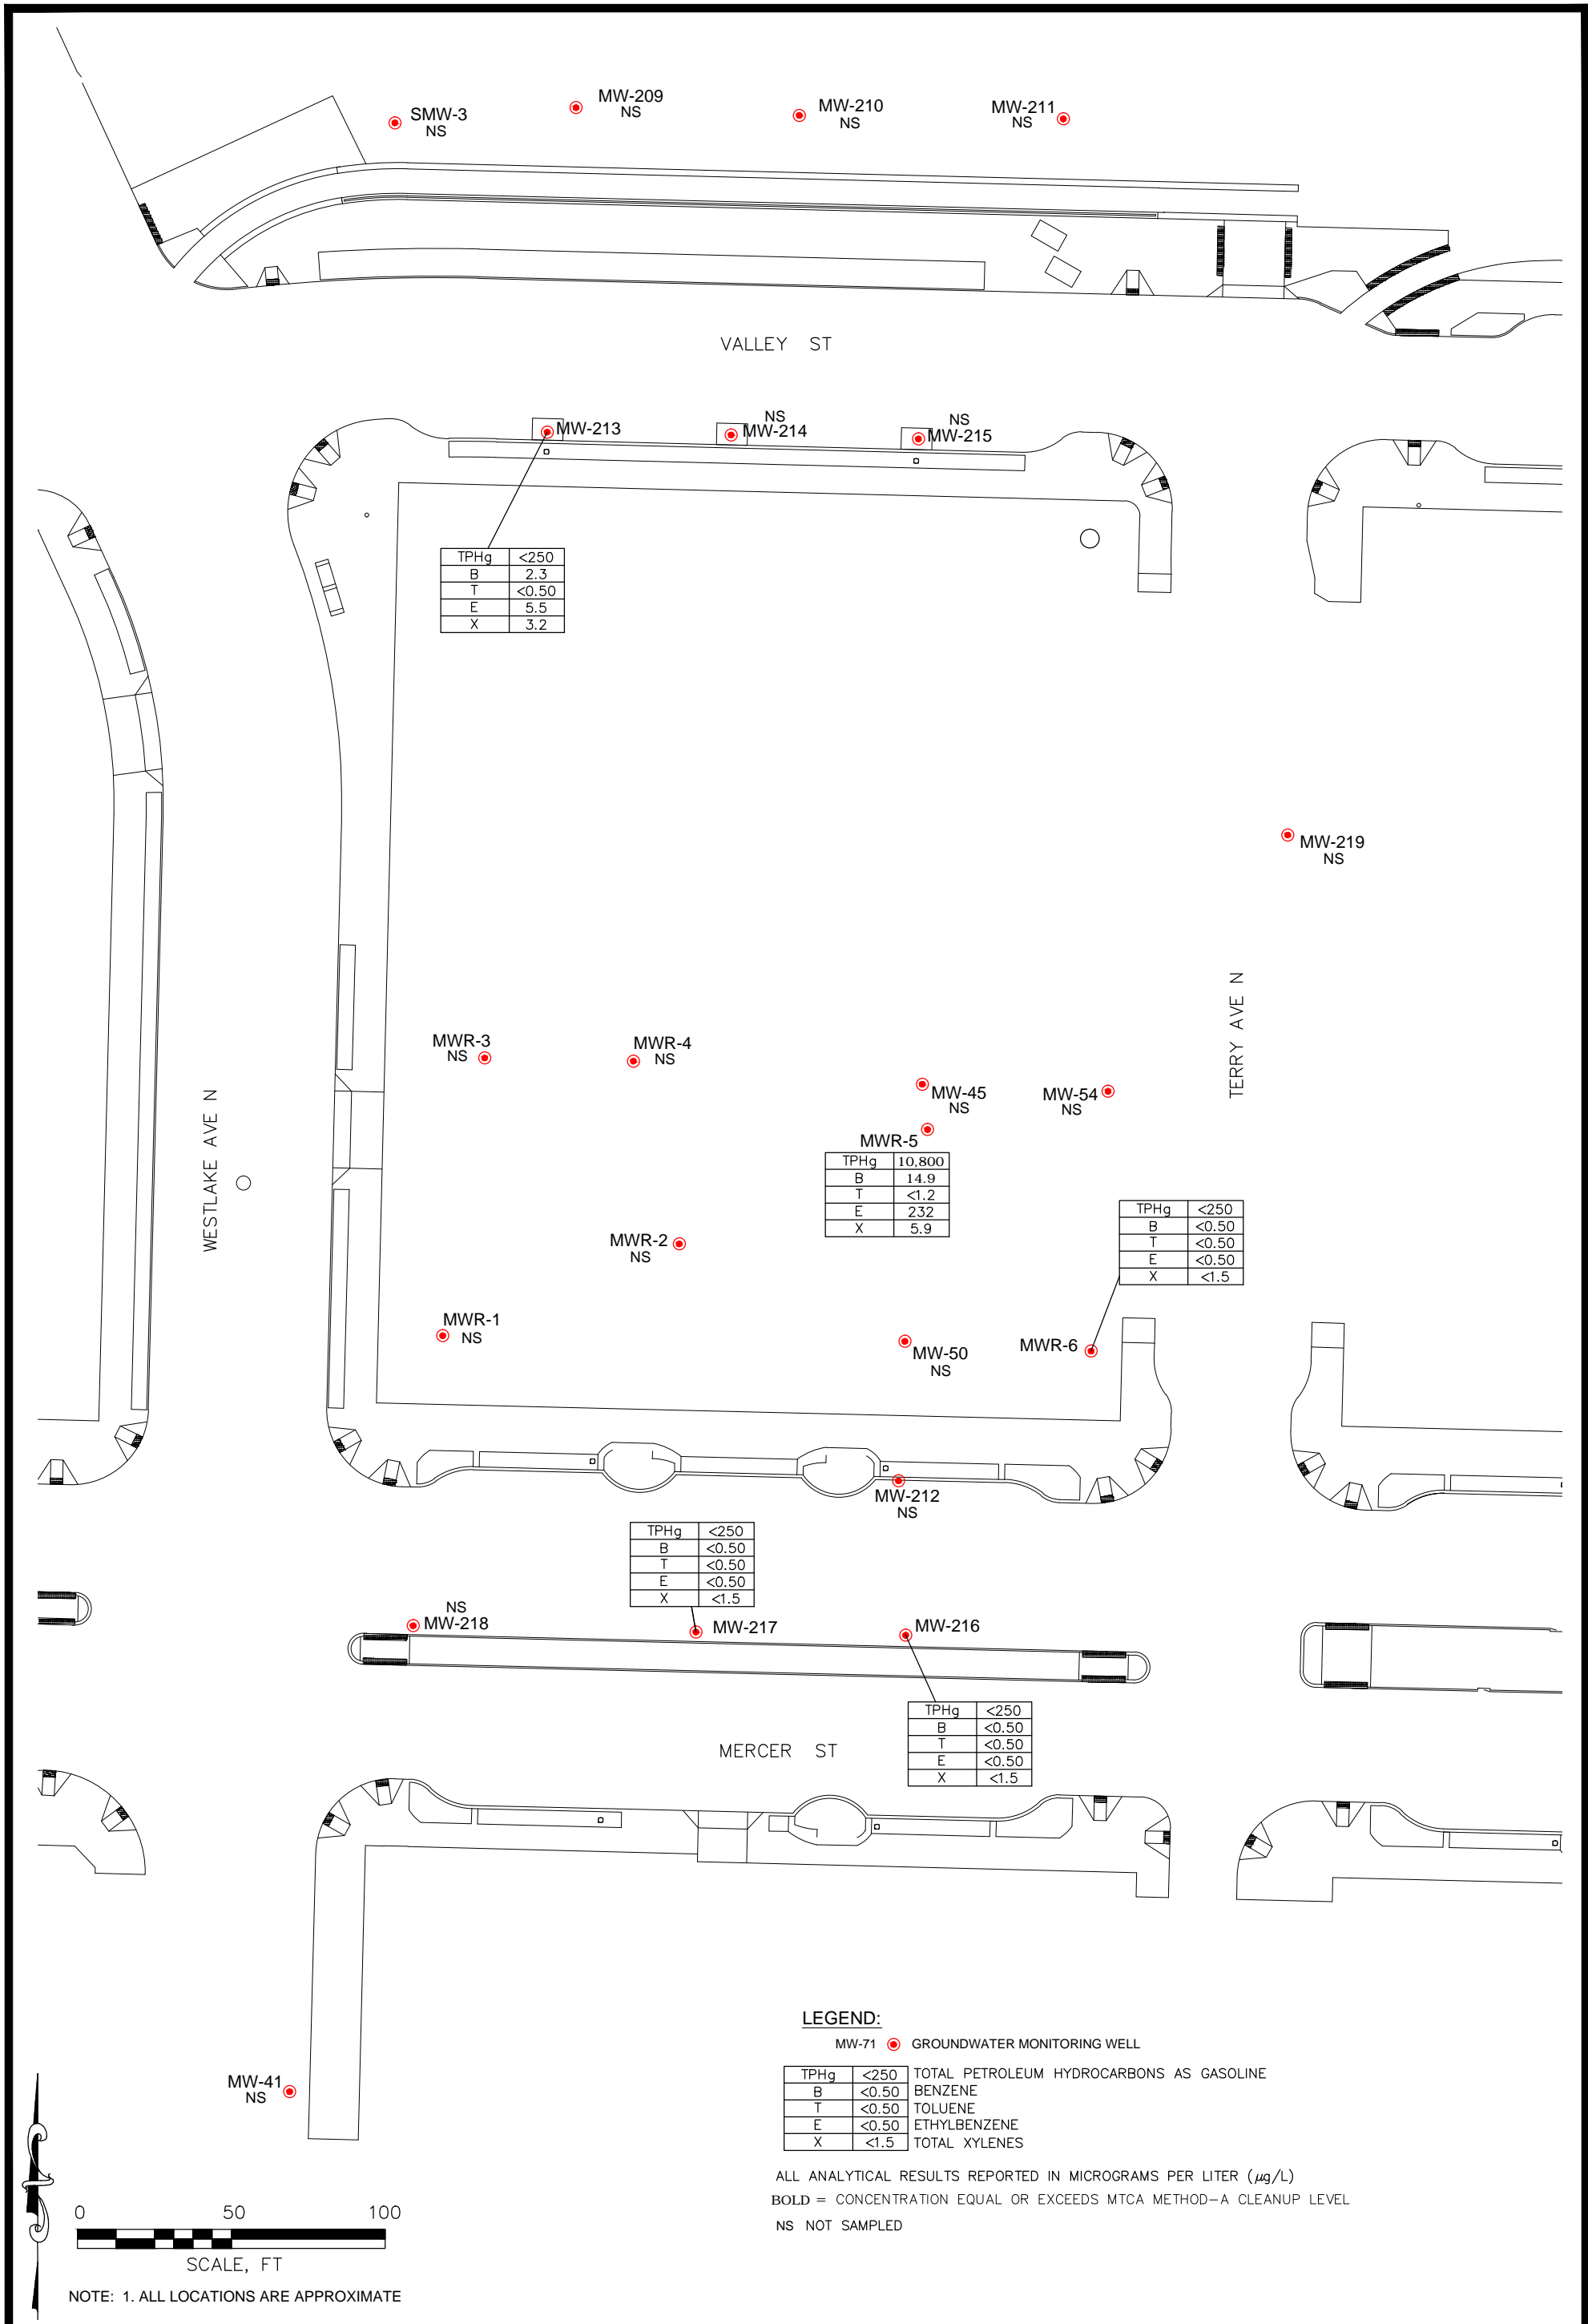 SMW-3
NS
MW-209
NS
MW-210
NS
MW-211
NS
VALLEY ST
MW-213
NS
MW-214
NS
MW-215
TPHg <250
B 2.3
T <0.50
E 5.5
X 3.2
MW-219
NS
TERRY AVE N
WESTLAKE AVE N
MWR-3
NS
MWR-4
NS
MW-45
NS
MW-54
NS
MWR-5
TPHg 10,800
B 14.9
T <1.2
E 232
X 5.9
TPHg <250
B <0.50
T <0.50
E <0.50
X <1.5
MWR-2
NS
MWR-1
NS
MW-50
NS
MWR-6
MW-212
NS
TPHg <250
B <0.50
T <0.50
E <0.50
X <1.5
NS
MW-218
MW-217
MW-216
TPHg <250
B <0.50
T <0.50
E <0.50
X <1.5
MERCER ST
MW-41
NS
LEGEND:
MW-71 GROUNDWATER MONITORING WELL
TPHg <250 TOTAL PETROLEUM HYDROCARBONS AS GASOLINE
B <0.50 BENZENE
T <0.50 TOLUENE
E <0.50 ETHYLBENZENE
X <1.5 TOTAL XYLENES
ALL ANALYTICAL RESULTS REPORTED IN MICROGRAMS PER LITER (µg/L)
BOLD = CONCENTRATION EQUAL OR EXCEEDS MTCA METHOD-A CLEANUP LEVEL
NS NOT SAMPLED
0 50 100
SCALE, FT
NOTE: 1. ALL LOCATIONS ARE APPROXIMATE